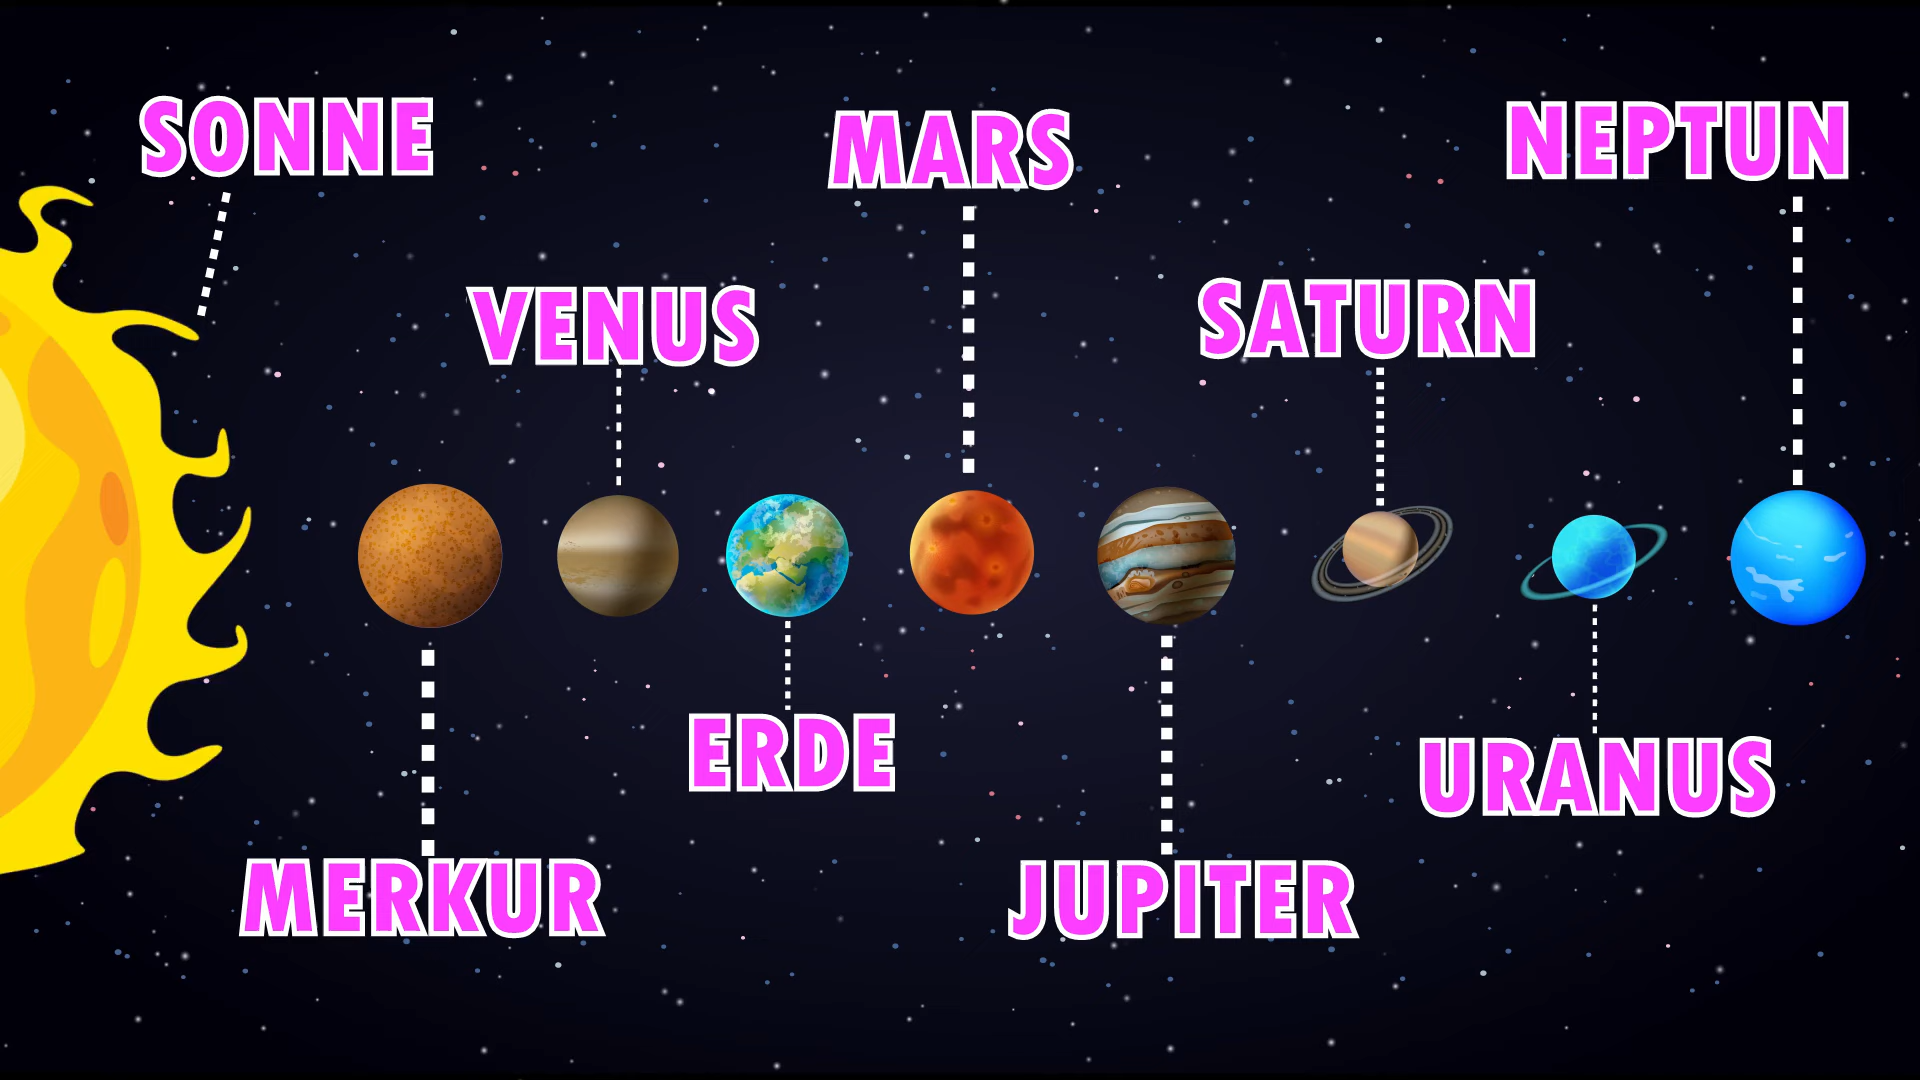 SONNE
MARS
NEPTUN
VENUS
SATURN
ERDE
URANUS
MERKUR
JUPITER